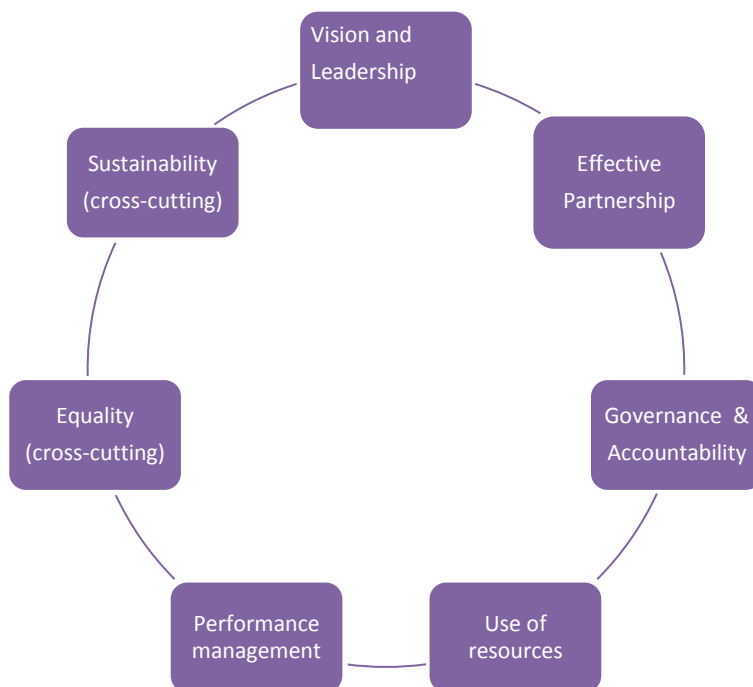 Vision and
Leadership
Effective
Partnership
Governance  &
Accountability
Use of
resources
Performance
management
Equality
(cross-cutting)
Sustainability
(cross-cutting)